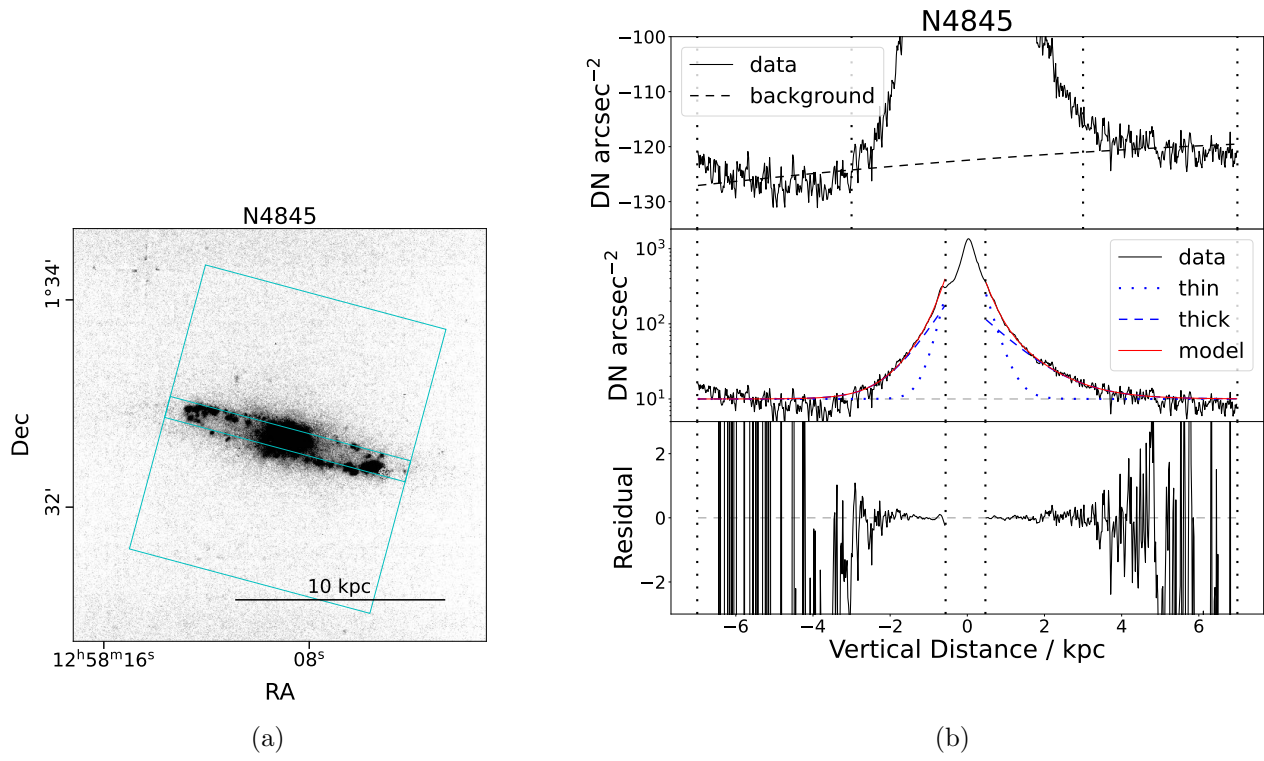 N4845
1°34'
32'
Dec
10 kpc
12ʰ58ᵐ16ˢ
08ˢ
RA
(a)
N4845
−100
−110
−120
−130
DN arcsec⁻²
data
background
10³
10²
10¹
DN arcsec⁻²
data
thin
thick
model
2
0
−2
Residual
−6 −4 −2 0 2 4 6
Vertical Distance / kpc
(b)